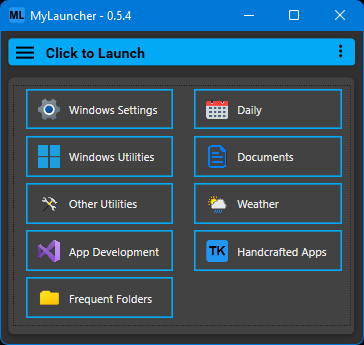 ML MyLauncher - 0.5.4
Click to Launch
Windows Settings
Daily
Windows Utilities
Documents
Other Utilities
Weather
App Development
TK Handcrafted Apps
Frequent Folders